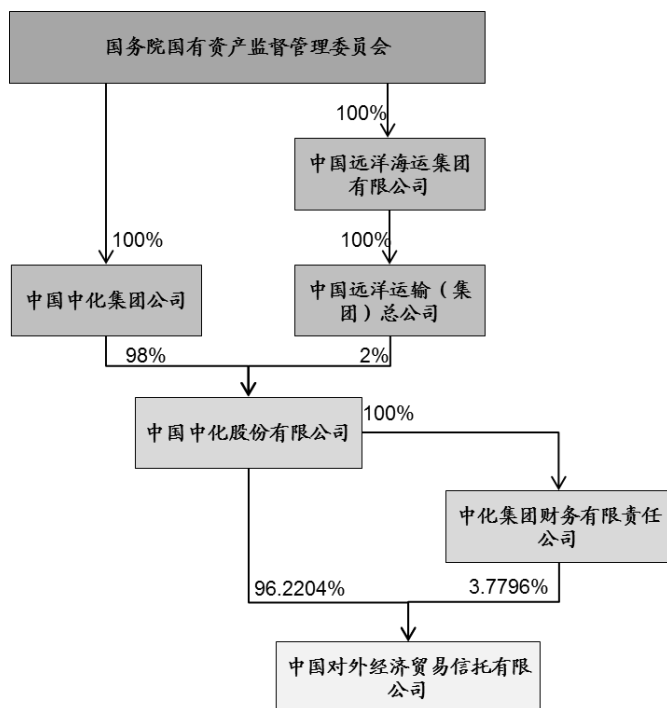 国务院国有资产监督管理委员会
100%
中国远洋海运集团
有限公司
100%
100%
中国中化集团公司
中国远洋运输（集
团）总公司
98%
2%
中国中化股份有限公司
100%
中化集团财务有限责任
公司
96.2204%
3.7796%
中国对外经济贸易信托有限
公司